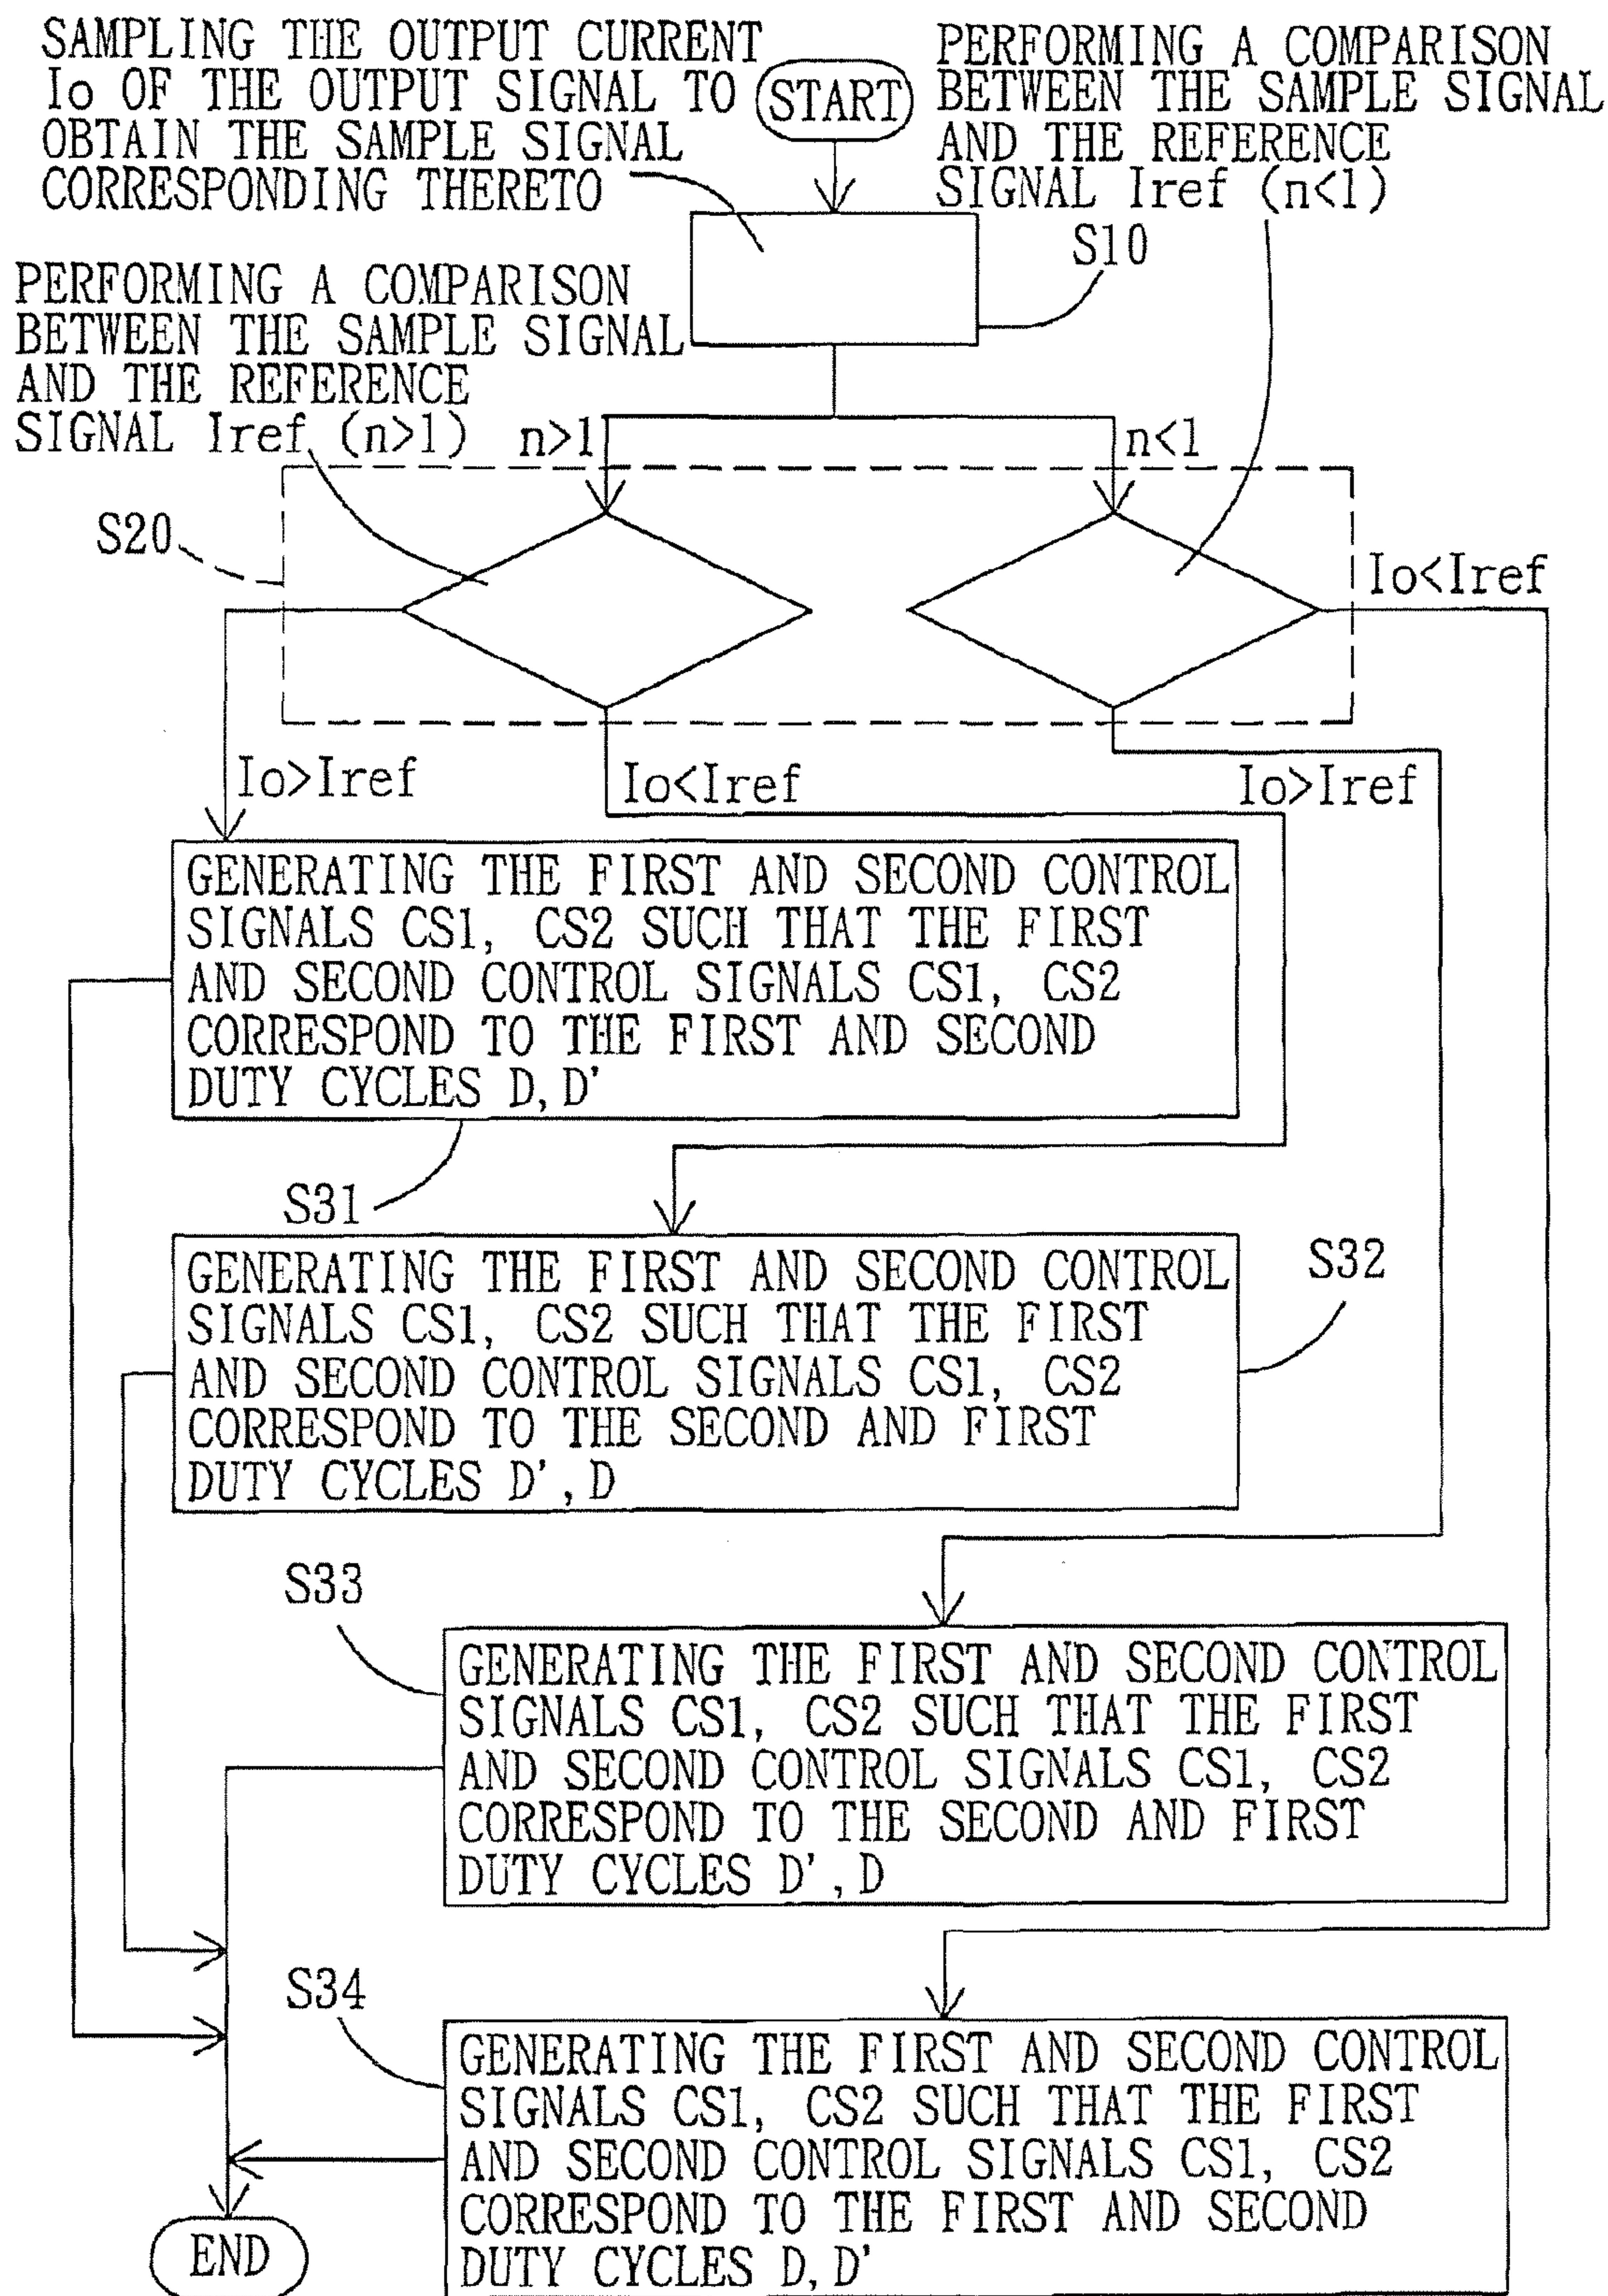 SAMPLING THE OUTPUT CURRENT
Io OF THE OUTPUT SIGNAL TO
OBTAIN THE SAMPLE SIGNAL
CORRESPONDING THERETO
START
PERFORMING A COMPARISON
BETWEEN THE SAMPLE SIGNAL
AND THE REFERENCE
SIGNAL Iref (n<1)
S10
PERFORMING A COMPARISON
BETWEEN THE SAMPLE SIGNAL
AND THE REFERENCE
SIGNAL Iref (n>1)
n>1
n<1
S20
Io<Iref
Io>Iref
Io<Iref
Io>Iref
GENERATING THE FIRST AND SECOND CONTROL
SIGNALS CS1, CS2 SUCH THAT THE FIRST
AND SECOND CONTROL SIGNALS CS1, CS2
CORRESPOND TO THE FIRST AND SECOND
DUTY CYCLES D,D'
S31
GENERATING THE FIRST AND SECOND CONTROL
SIGNALS CS1, CS2 SUCH THAT THE FIRST
AND SECOND CONTROL SIGNALS CS1, CS2
CORRESPOND TO THE SECOND AND FIRST
DUTY CYCLES D',D
S32
S33
GENERATING THE FIRST AND SECOND CONTROL
SIGNALS CS1, CS2 SUCH THAT THE FIRST
AND SECOND CONTROL SIGNALS CS1, CS2
CORRESPOND TO THE SECOND AND FIRST
DUTY CYCLES D',D
S34
GENERATING THE FIRST AND SECOND CONTROL
SIGNALS CS1, CS2 SUCH THAT THE FIRST
AND SECOND CONTROL SIGNALS CS1, CS2
CORRESPOND TO THE FIRST AND SECOND
DUTY CYCLES D,D'
END